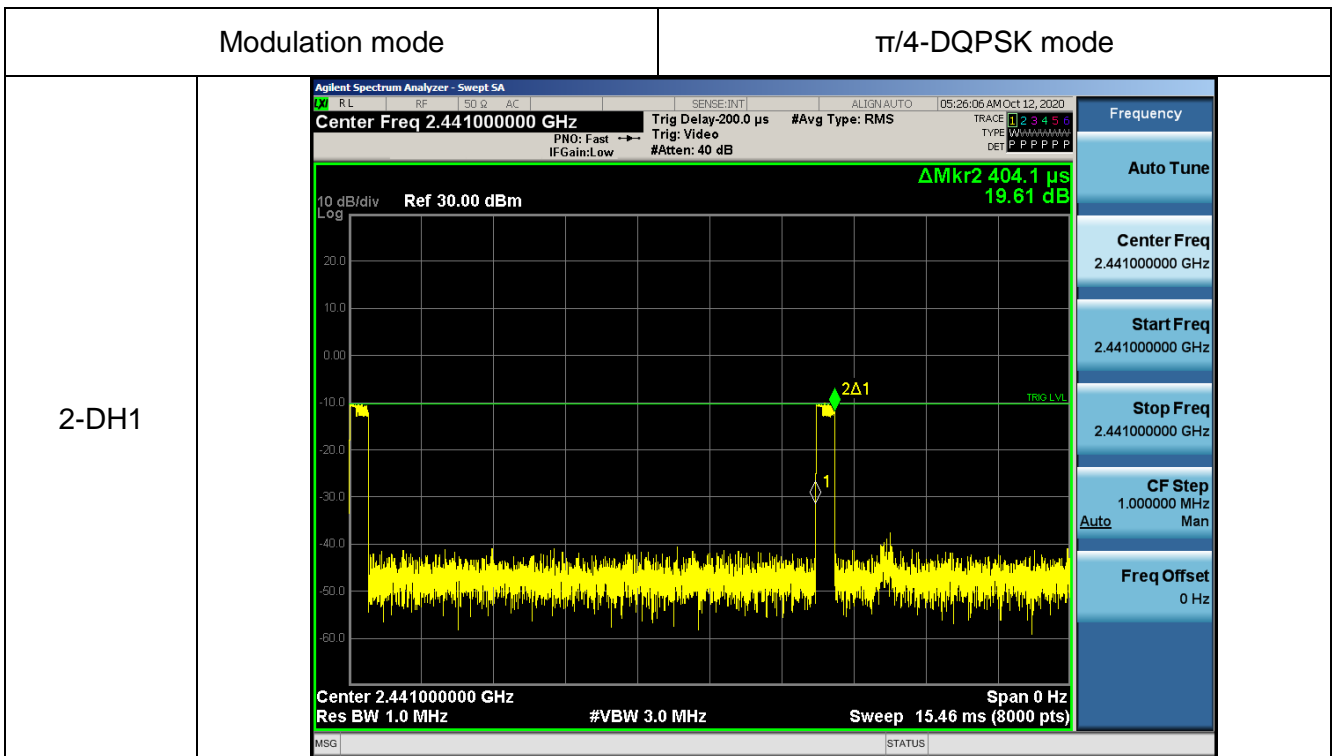 Modulation mode
π/4-DQPSK mode
2-DH1
Agilent Spectrum Analyzer - Swept SA
LXI RL RF 50 Ω AC SENSE:INT ALIGN AUTO 05:26:06 AM Oct 12, 2020
Center Freq 2.441000000 GHz
PNO: Fast
IFGain:Low
Trig Delay-200.0 µs
Trig: Video
#Atten: 40 dB
#Avg Type: RMS
TRACE 1 2 3 4 5 6
TYPE WWWWWW
DET P P P P P P
ΔMkr2 404.1 µs
19.61 dB
10 dB/div Ref 30.00 dBm
Log
20.0
10.0
0.00
-10.0
-20.0
-30.0
-40.0
-50.0
-60.0
2Δ1
TRIG LVL
1
Center 2.441000000 GHz Span 0 Hz
Res BW 1.0 MHz #VBW 3.0 MHz Sweep 15.46 ms (8000 pts)
MSG STATUS
Frequency
Auto Tune
Center Freq
2.441000000 GHz
Start Freq
2.441000000 GHz
Stop Freq
2.441000000 GHz
CF Step
1.000000 MHz
Auto Man
Freq Offset
0 Hz